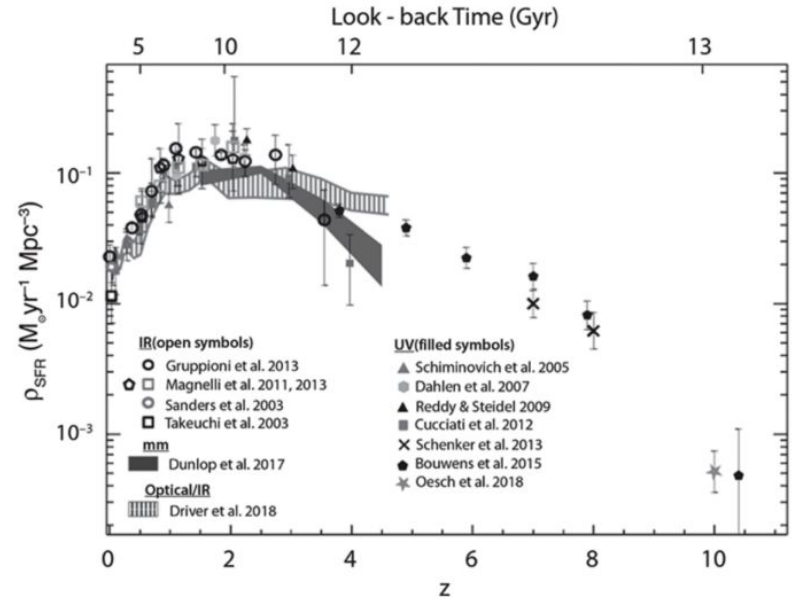 Look - back Time (Gyr)
5 10 12 13
10⁻¹
10⁻²
10⁻³
ρSFR (M⊙yr⁻¹ Mpc⁻³)
IR(open symbols)
Gruppioni et al. 2013
Magnelli et al. 2011, 2013
Sanders et al. 2003
Takeuchi et al. 2003
mm
Dunlop et al. 2017
Optical/IR
Driver et al. 2018
UV(filled symbols)
Schiminovich et al. 2005
Dahlen et al. 2007
Reddy & Steidel 2009
Cucciati et al. 2012
Schenker et al. 2013
Bouwens et al. 2015
Oesch et al. 2018
0 2 4 6 8 10
z